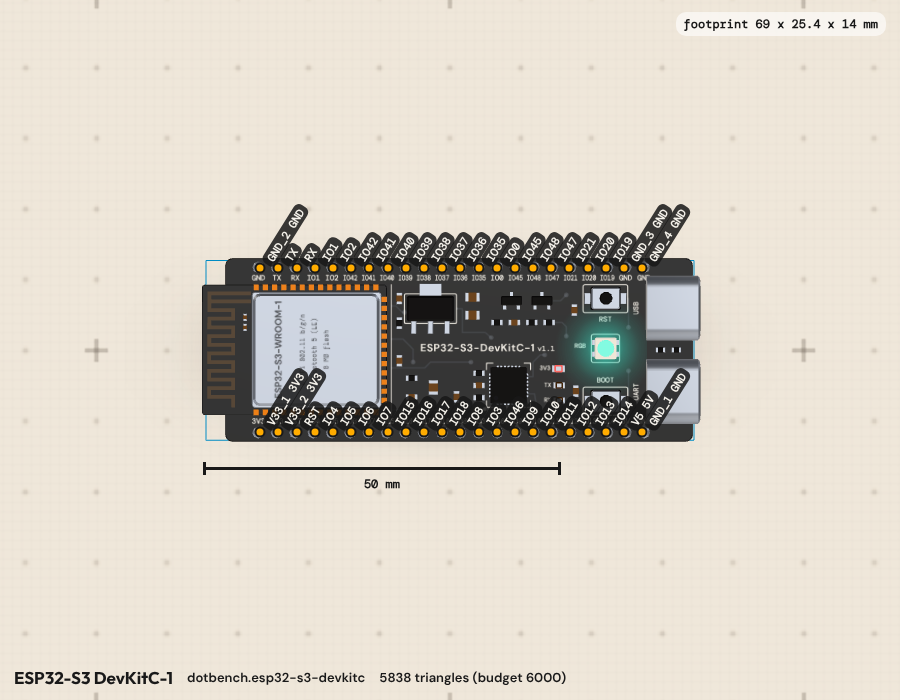 footprint 69 x 25.4 x 14 mm
GND_2 GND TX RX IO1 IO2 IO42 IO41 IO40 IO39 IO38 IO37 IO36 IO35 IO0 IO45 IO48 IO47 IO21 IO20 IO19 GND_3 GND GND_4 GND
GND TX RX IO1 IO2 IO42 IO41 IO40 IO39 IO38 IO37 IO36 IO35 IO0 IO45 IO48 IO47 IO21 IO20 IO19 GND
ESP32-S3-WROOM-1
802.11 b/g/n
8 MB flash
RST
USB
ESP32-S3-DevKitC-1 v1.1
RGB
3V3
TX
BOOT
UART
V33_1 3V3 V33_2 3V3 RST IO4 IO5 IO6 IO7 IO15 IO16 IO17 IO18 IO8 IO3 IO46 IO9 IO10 IO11 IO12 IO13 IO14 V5 5V GND_1 GND
50 mm
ESP32-S3 DevKitC-1 dotbench.esp32-s3-devkitc 5838 triangles (budget 6000)